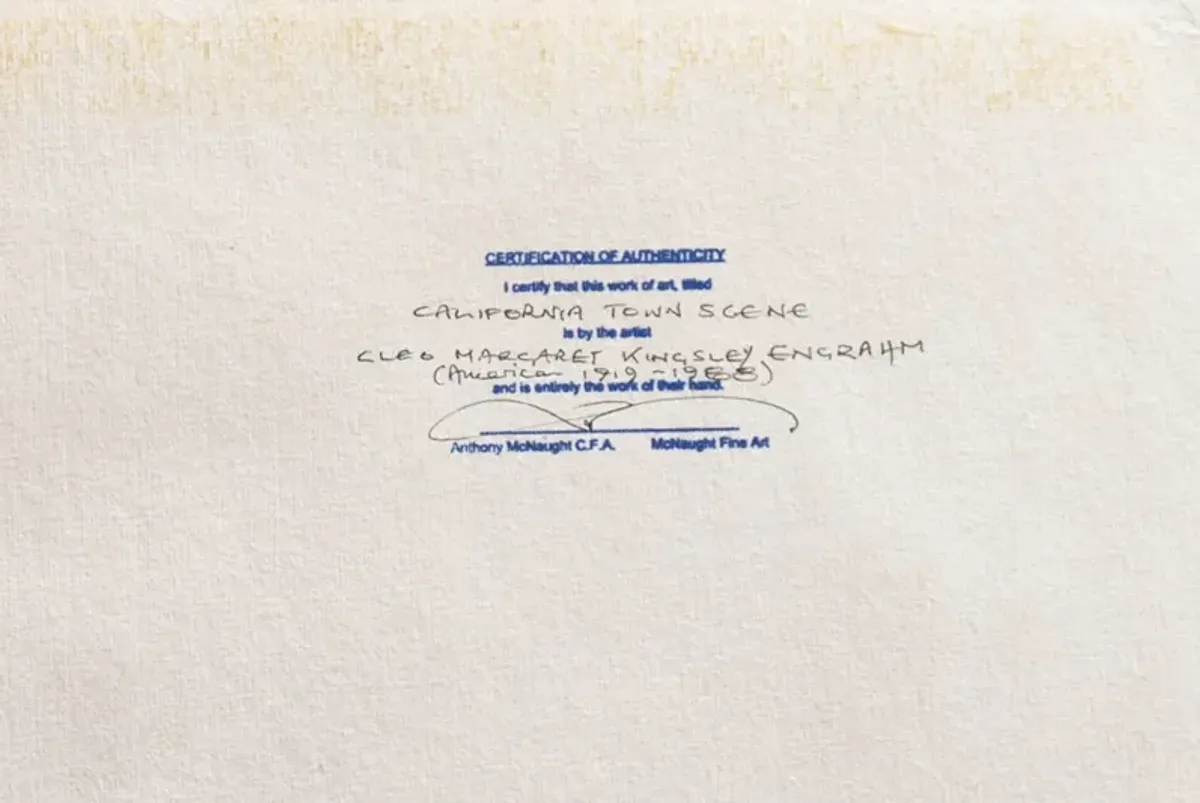 CERTIFICATION OF AUTHENTICITY
I certify that this work of art, titled
CALIFORNIA TOWN SCENE
is by the artist
CLEO MARGARET KINGSLEY ENGRAHM
(American 1919-1988)
and is entirely the work of their hand.
Anthony McNaught C.F.A. McNaught Fine Art